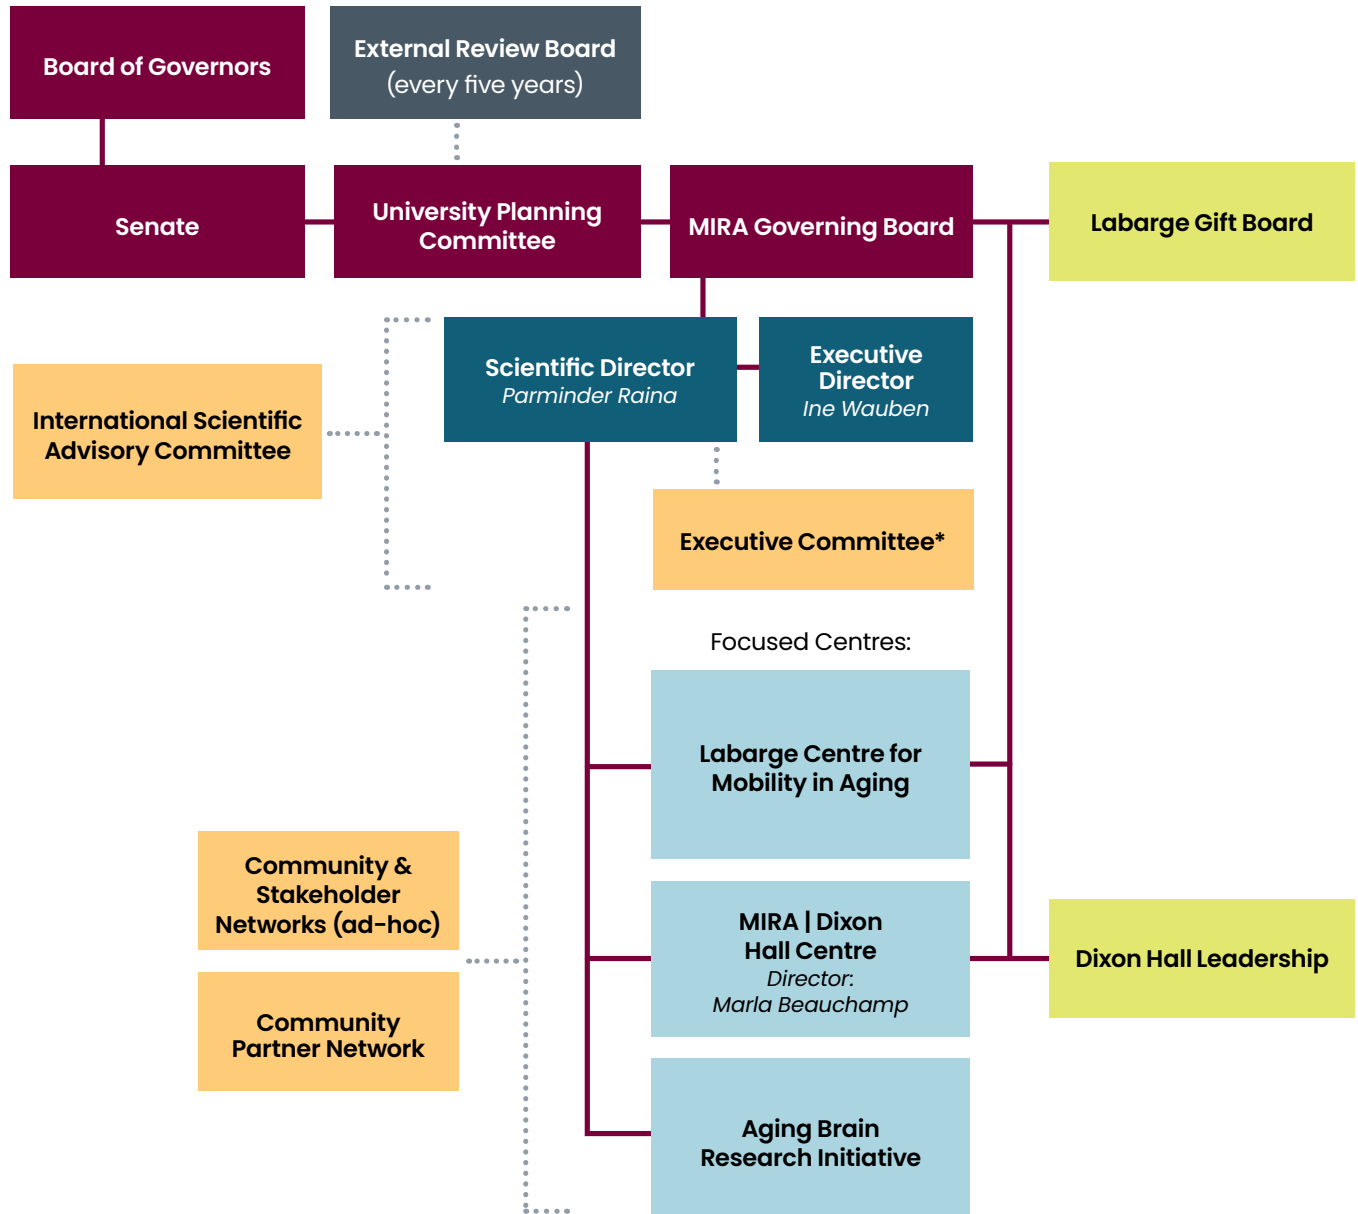 Board of Governors
External Review Board
(every five years)
Senate
University Planning
Committee
MIRA Governing Board
Labarge Gift Board
Scientific Director
Parminder Raina
Executive
Director
Ine Wauben
International Scientific
Advisory Committee
Executive Committee*
Focused Centres:
Labarge Centre for
Mobility in Aging
Community &
Stakeholder
Networks (ad-hoc)
MIRA | Dixon
Hall Centre
Director:
Marla Beauchamp
Dixon Hall Leadership
Community
Partner Network
Aging Brain
Research Initiative